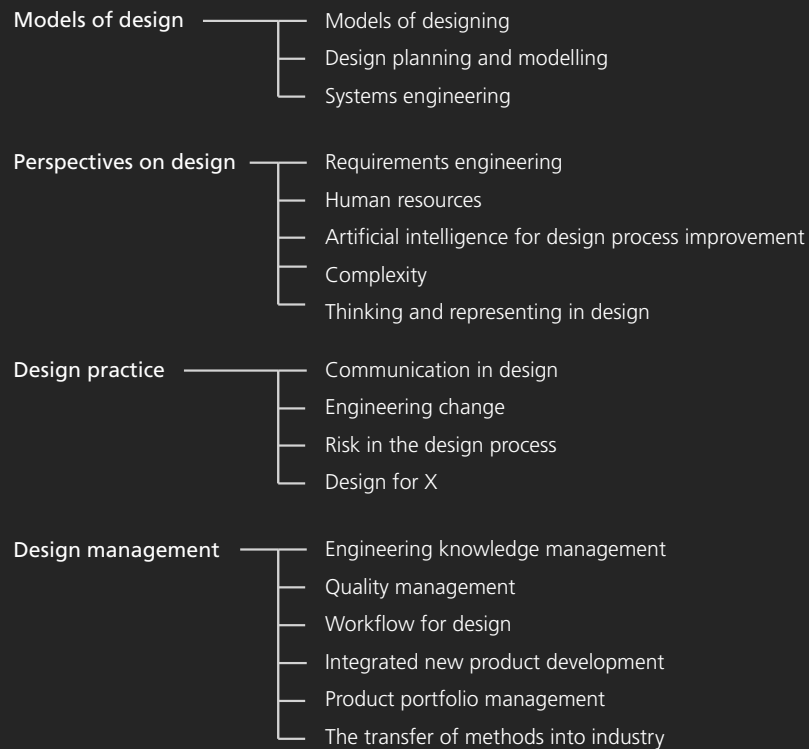 Models of design
Models of designing
Design planning and modelling
Systems engineering
Perspectives on design
Requirements engineering
Human resources
Artificial intelligence for design process improvement
Complexity
Thinking and representing in design
Design practice
Communication in design
Engineering change
Risk in the design process
Design for X
Design management
Engineering knowledge management
Quality management
Workflow for design
Integrated new product development
Product portfolio management
The transfer of methods into industry